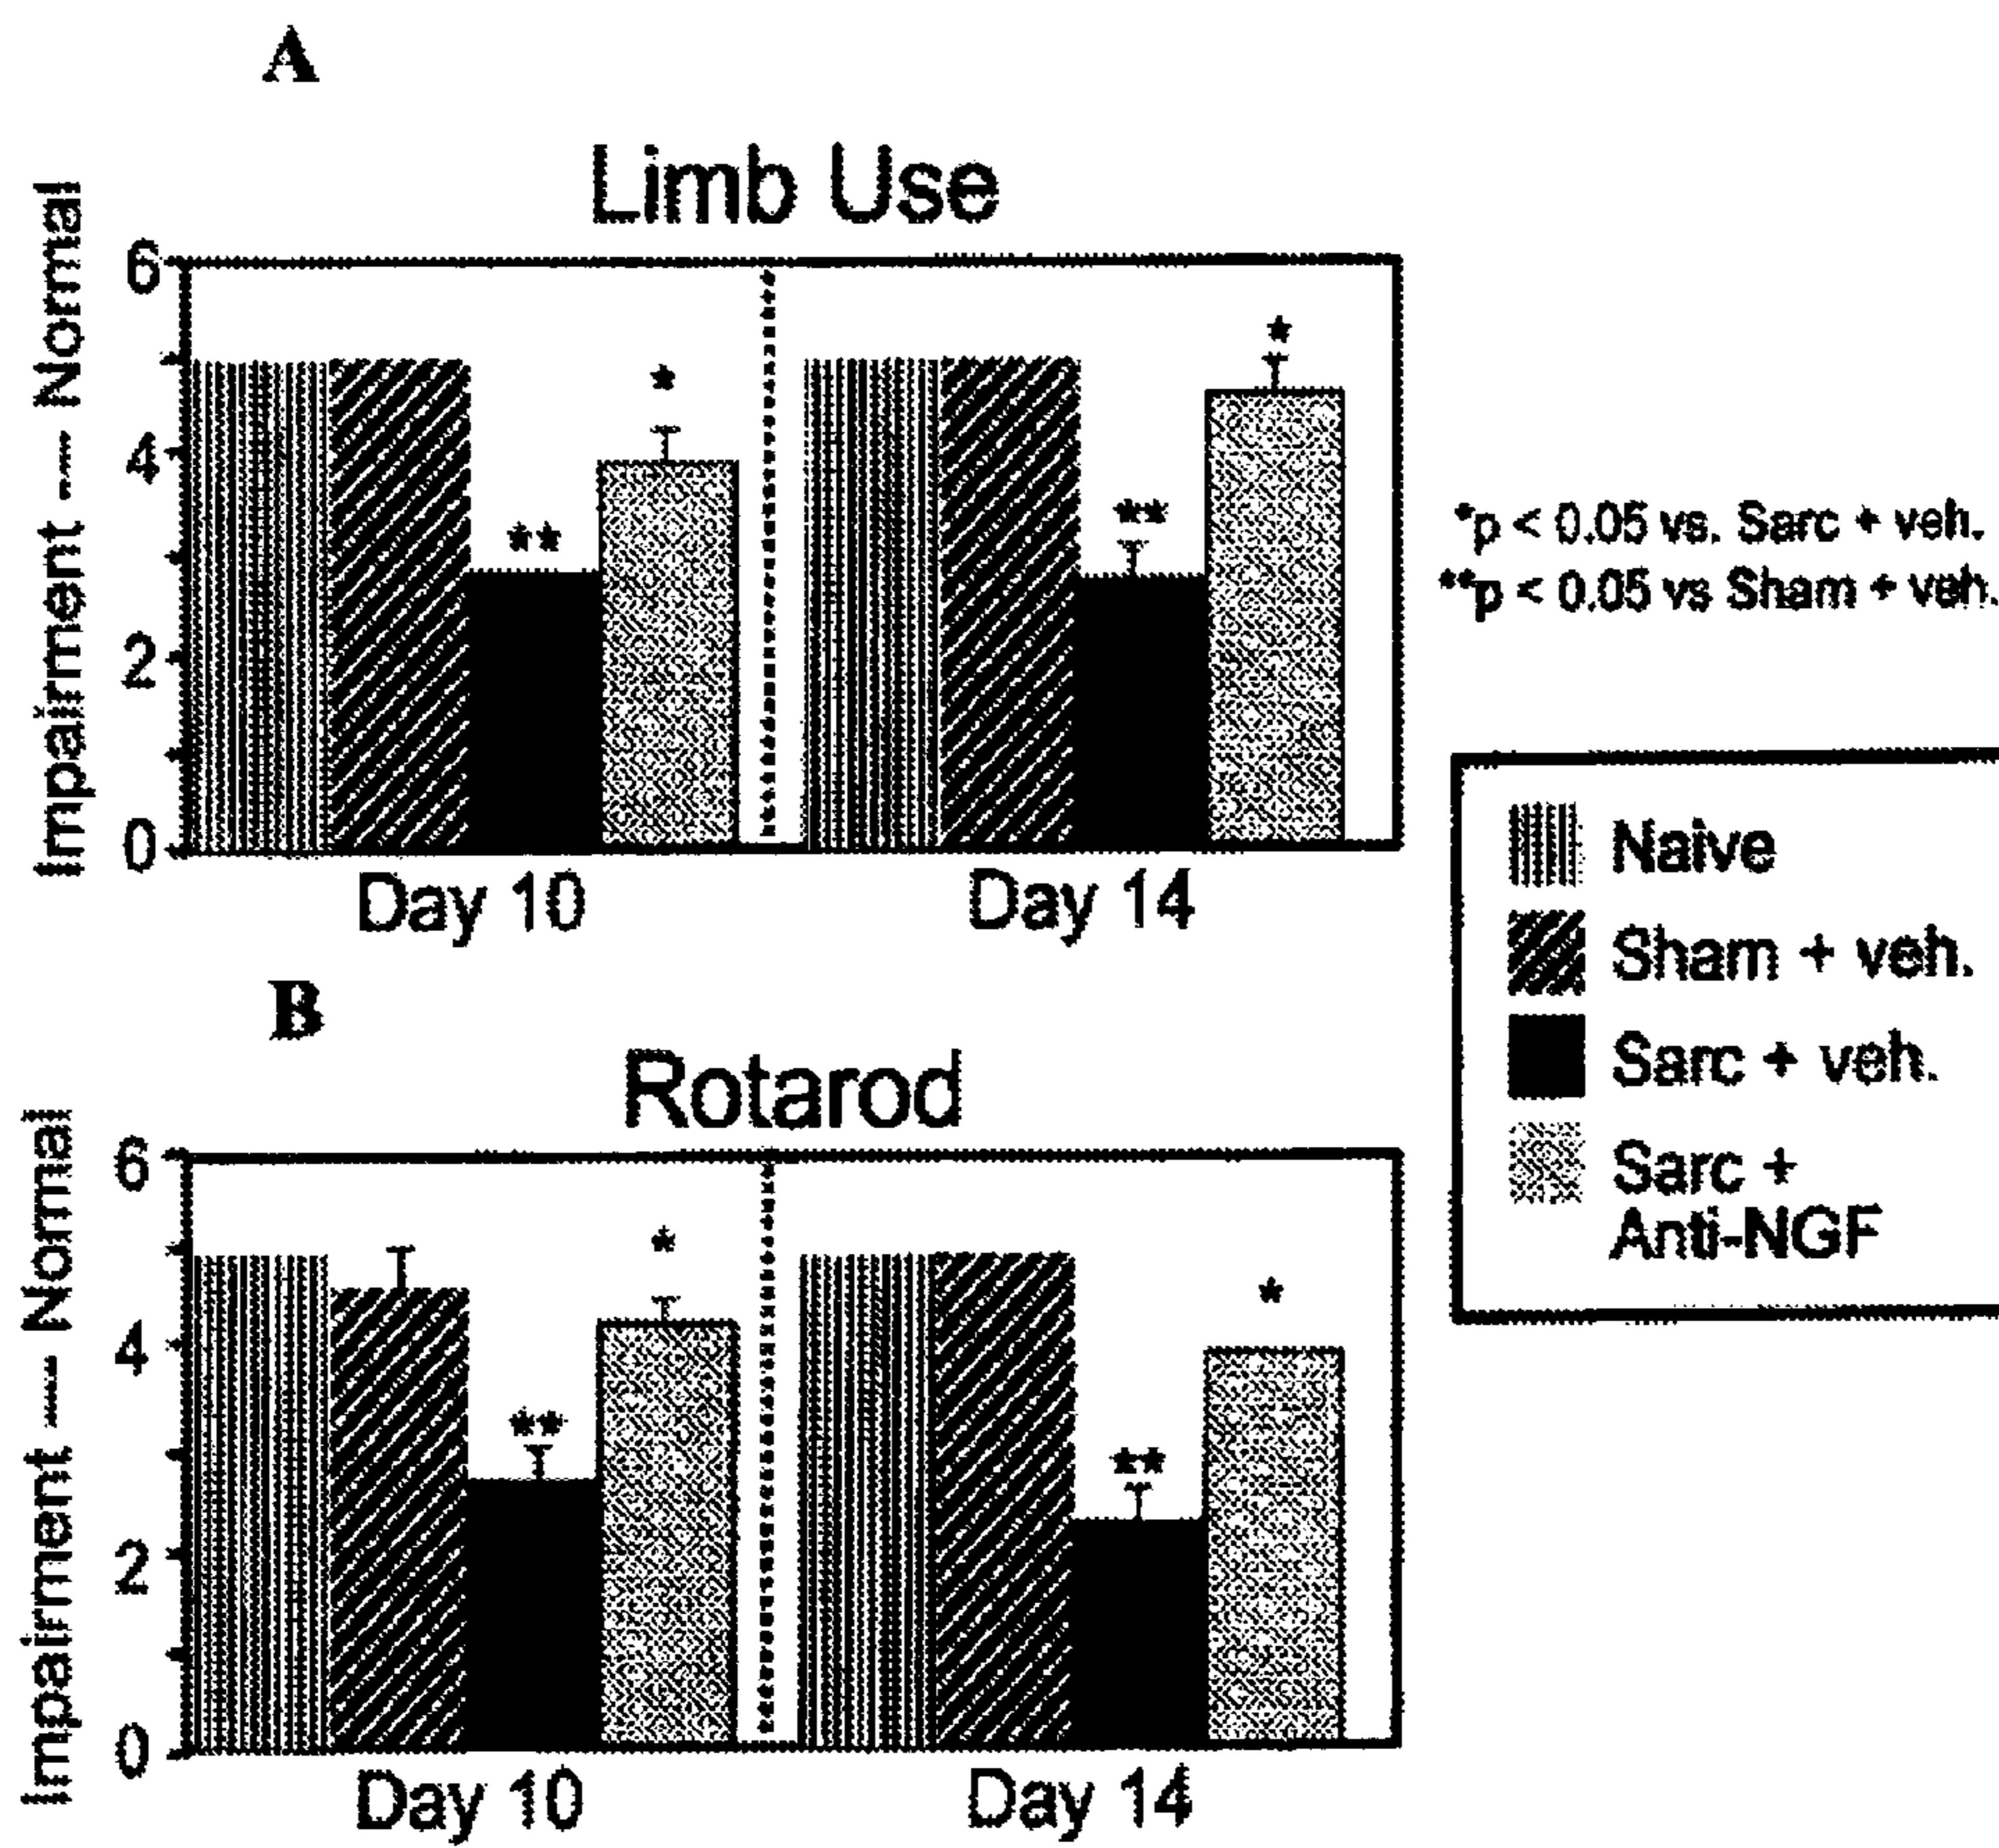 A
Limb Use
Impairment ---- Normal
6
4
2
0
**
*
**
*
Day 10
Day 14
*p < 0.05 vs. Sarc + veh.
**p < 0.05 vs Sham + veh.
Naive
Sham + veh.
Sarc + veh.
Sarc +
Anti-NGF
B
Rotarod
Impairment ---- Normal
6
4
2
0
**
*
**
*
Day 10
Day 14